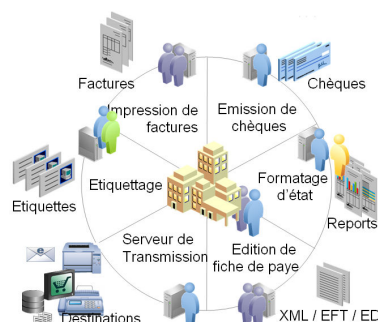 Factures
Chèques
Impression de
factures
Emission de
chèques
Etiquettage
Formatage
d'état
Etiquettes
Reports
Serveur de
Transmission
Edition de
fiche de paye
Destinations
XML / EFT / ED